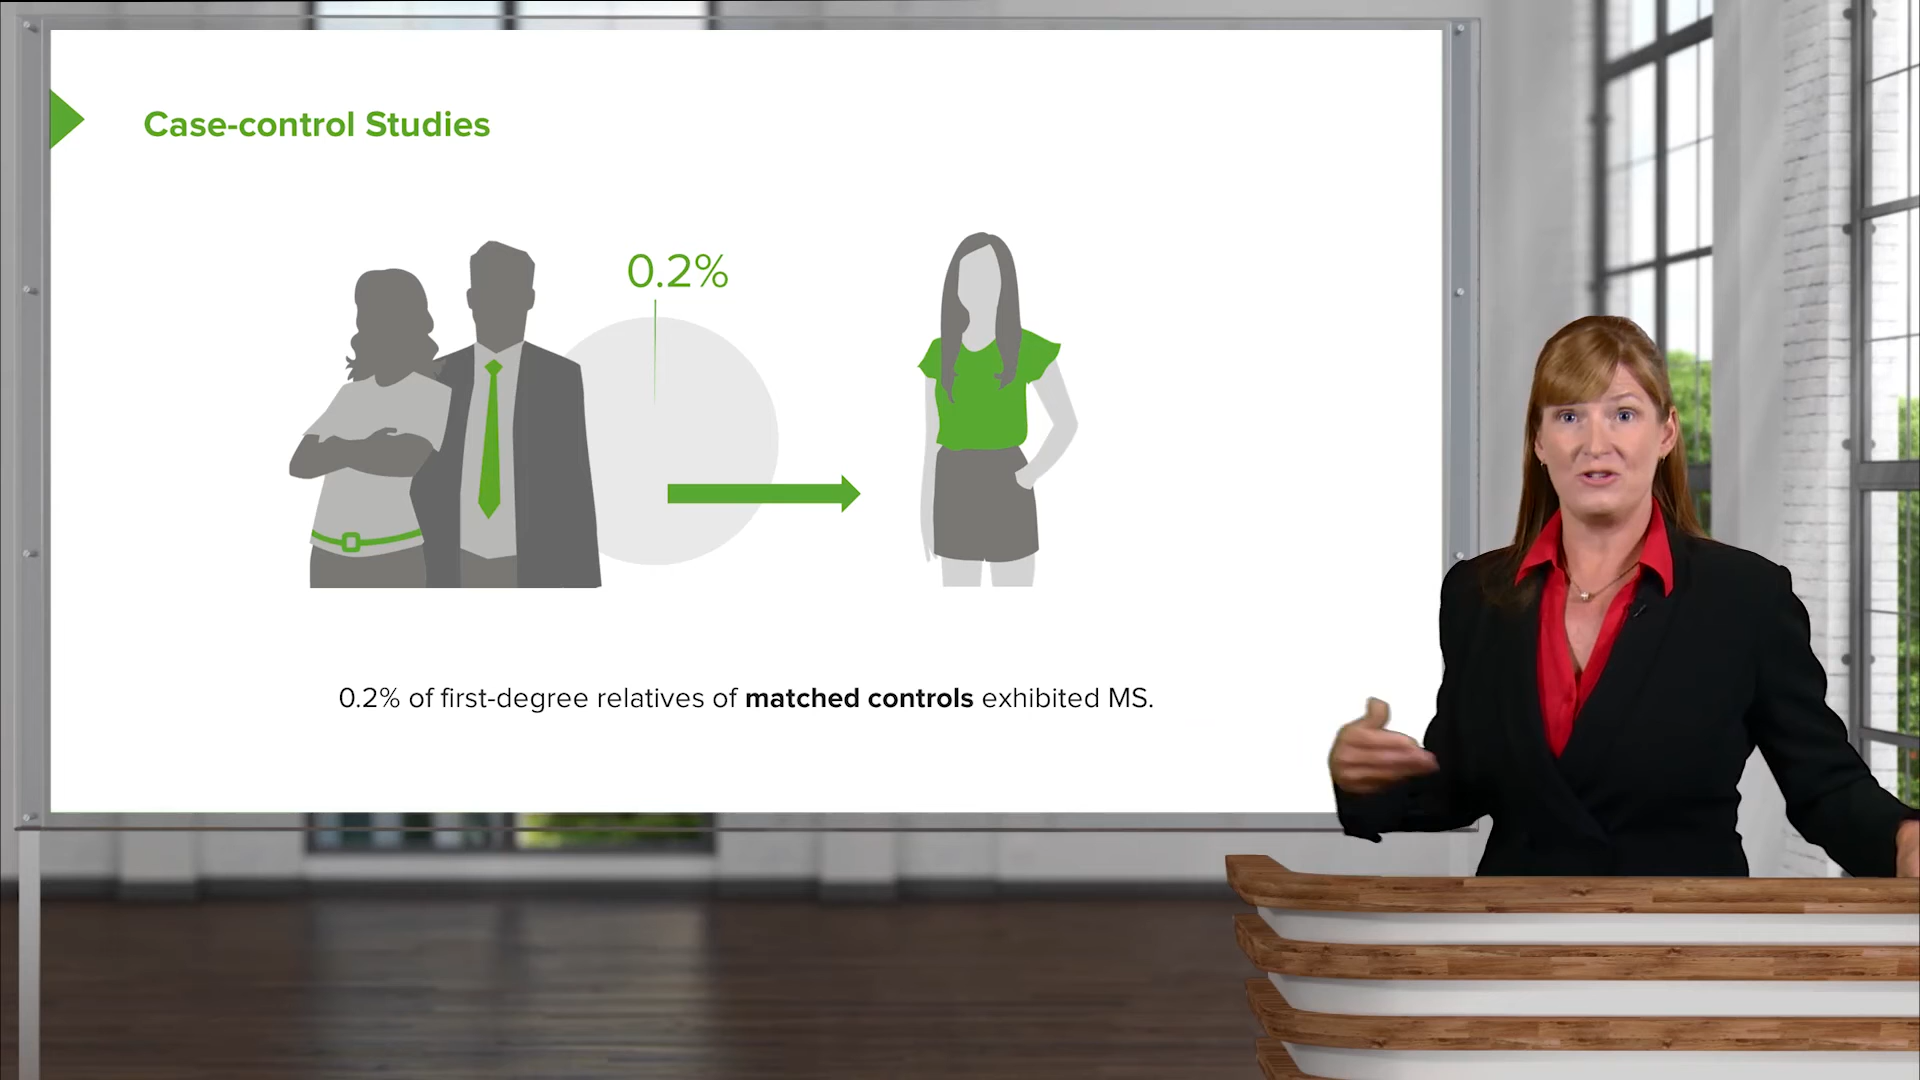 Case-control Studies
0.2%
0.2% of first-degree relatives of matched controls exhibited MS.